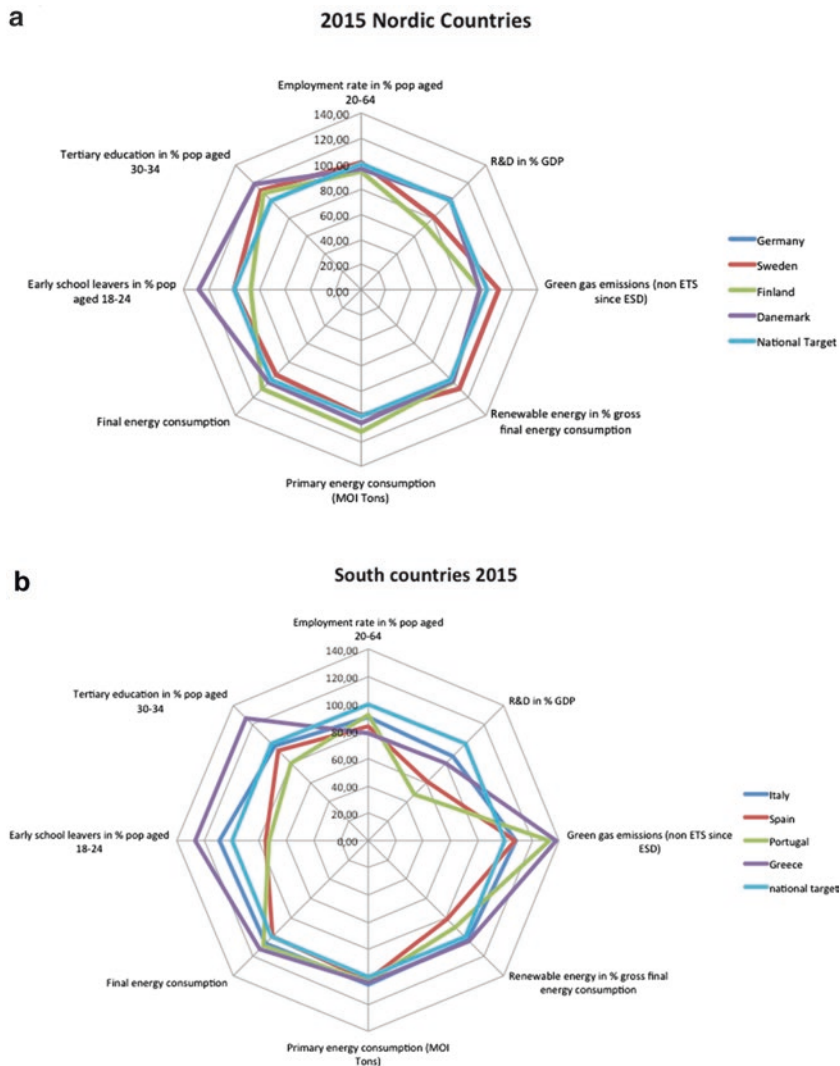 a
2015 Nordic Countries
Employment rate in % pop aged
20-64
140,00
120,00
100,00
80,00
60,00
40,00
20,00
0,00
Tertiary education in % pop aged
30-34
R&D in % GDP
Early school leavers in % pop
aged 18-24
Green gas emissions (non ETS
since ESD)
Final energy consumption
Renewable energy in % gross
final energy consumption
Primary energy consumption
(MOI Tons)
Germany
Sweden
Finland
Danemark
National Target
b
South countries 2015
Employment rate in % pop aged
20-64
140,00
120,00
100,00
80,00
60,00
40,00
20,00
0,00
Tertiary education in % pop aged
30-34
R&D in % GDP
Early school leavers in % pop aged
18-24
Green gas emissions (non ETS since
ESD)
Final energy consumption
Renewable energy in % gross final
energy consumption
Primary energy consumption (MOI
Tons)
Italy
Spain
Portugal
Greece
national target